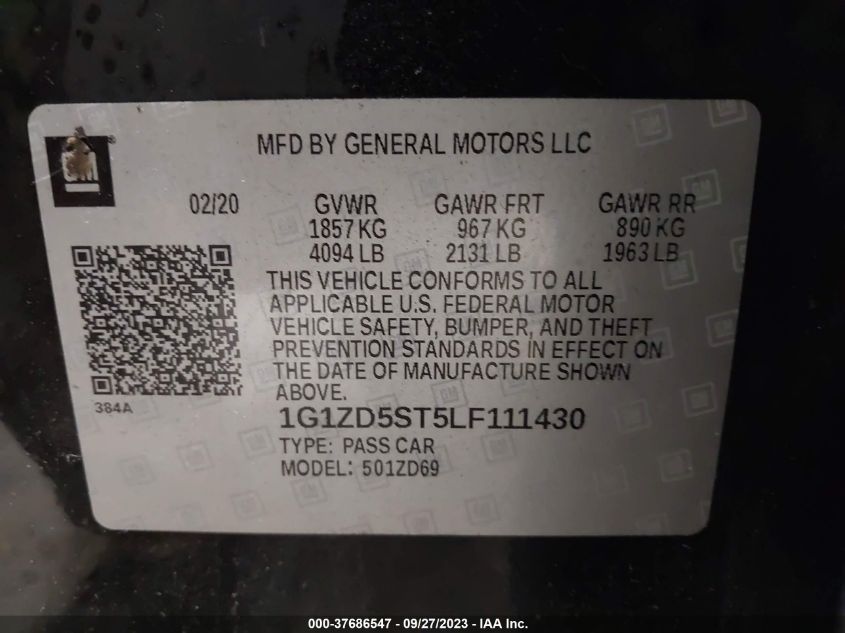 MFD BY GENERAL MOTORS LLC
GM
02/20 GVWR GAWR FRT GAWR RR
1857 KG 967 KG 890 KG
4094 LB 2131 LB 1963 LB
THIS VEHICLE CONFORMS TO ALL
APPLICABLE U.S. FEDERAL MOTOR
VEHICLE SAFETY, BUMPER, AND THEFT
PREVENTION STANDARDS IN EFFECT ON
THE DATE OF MANUFACTURE SHOWN
ABOVE.
384A
1G1ZD5ST5LF111430
TYPE: PASS CAR
MODEL: 501ZD69
000-37686547 - 09/27/2023 - IAA Inc.